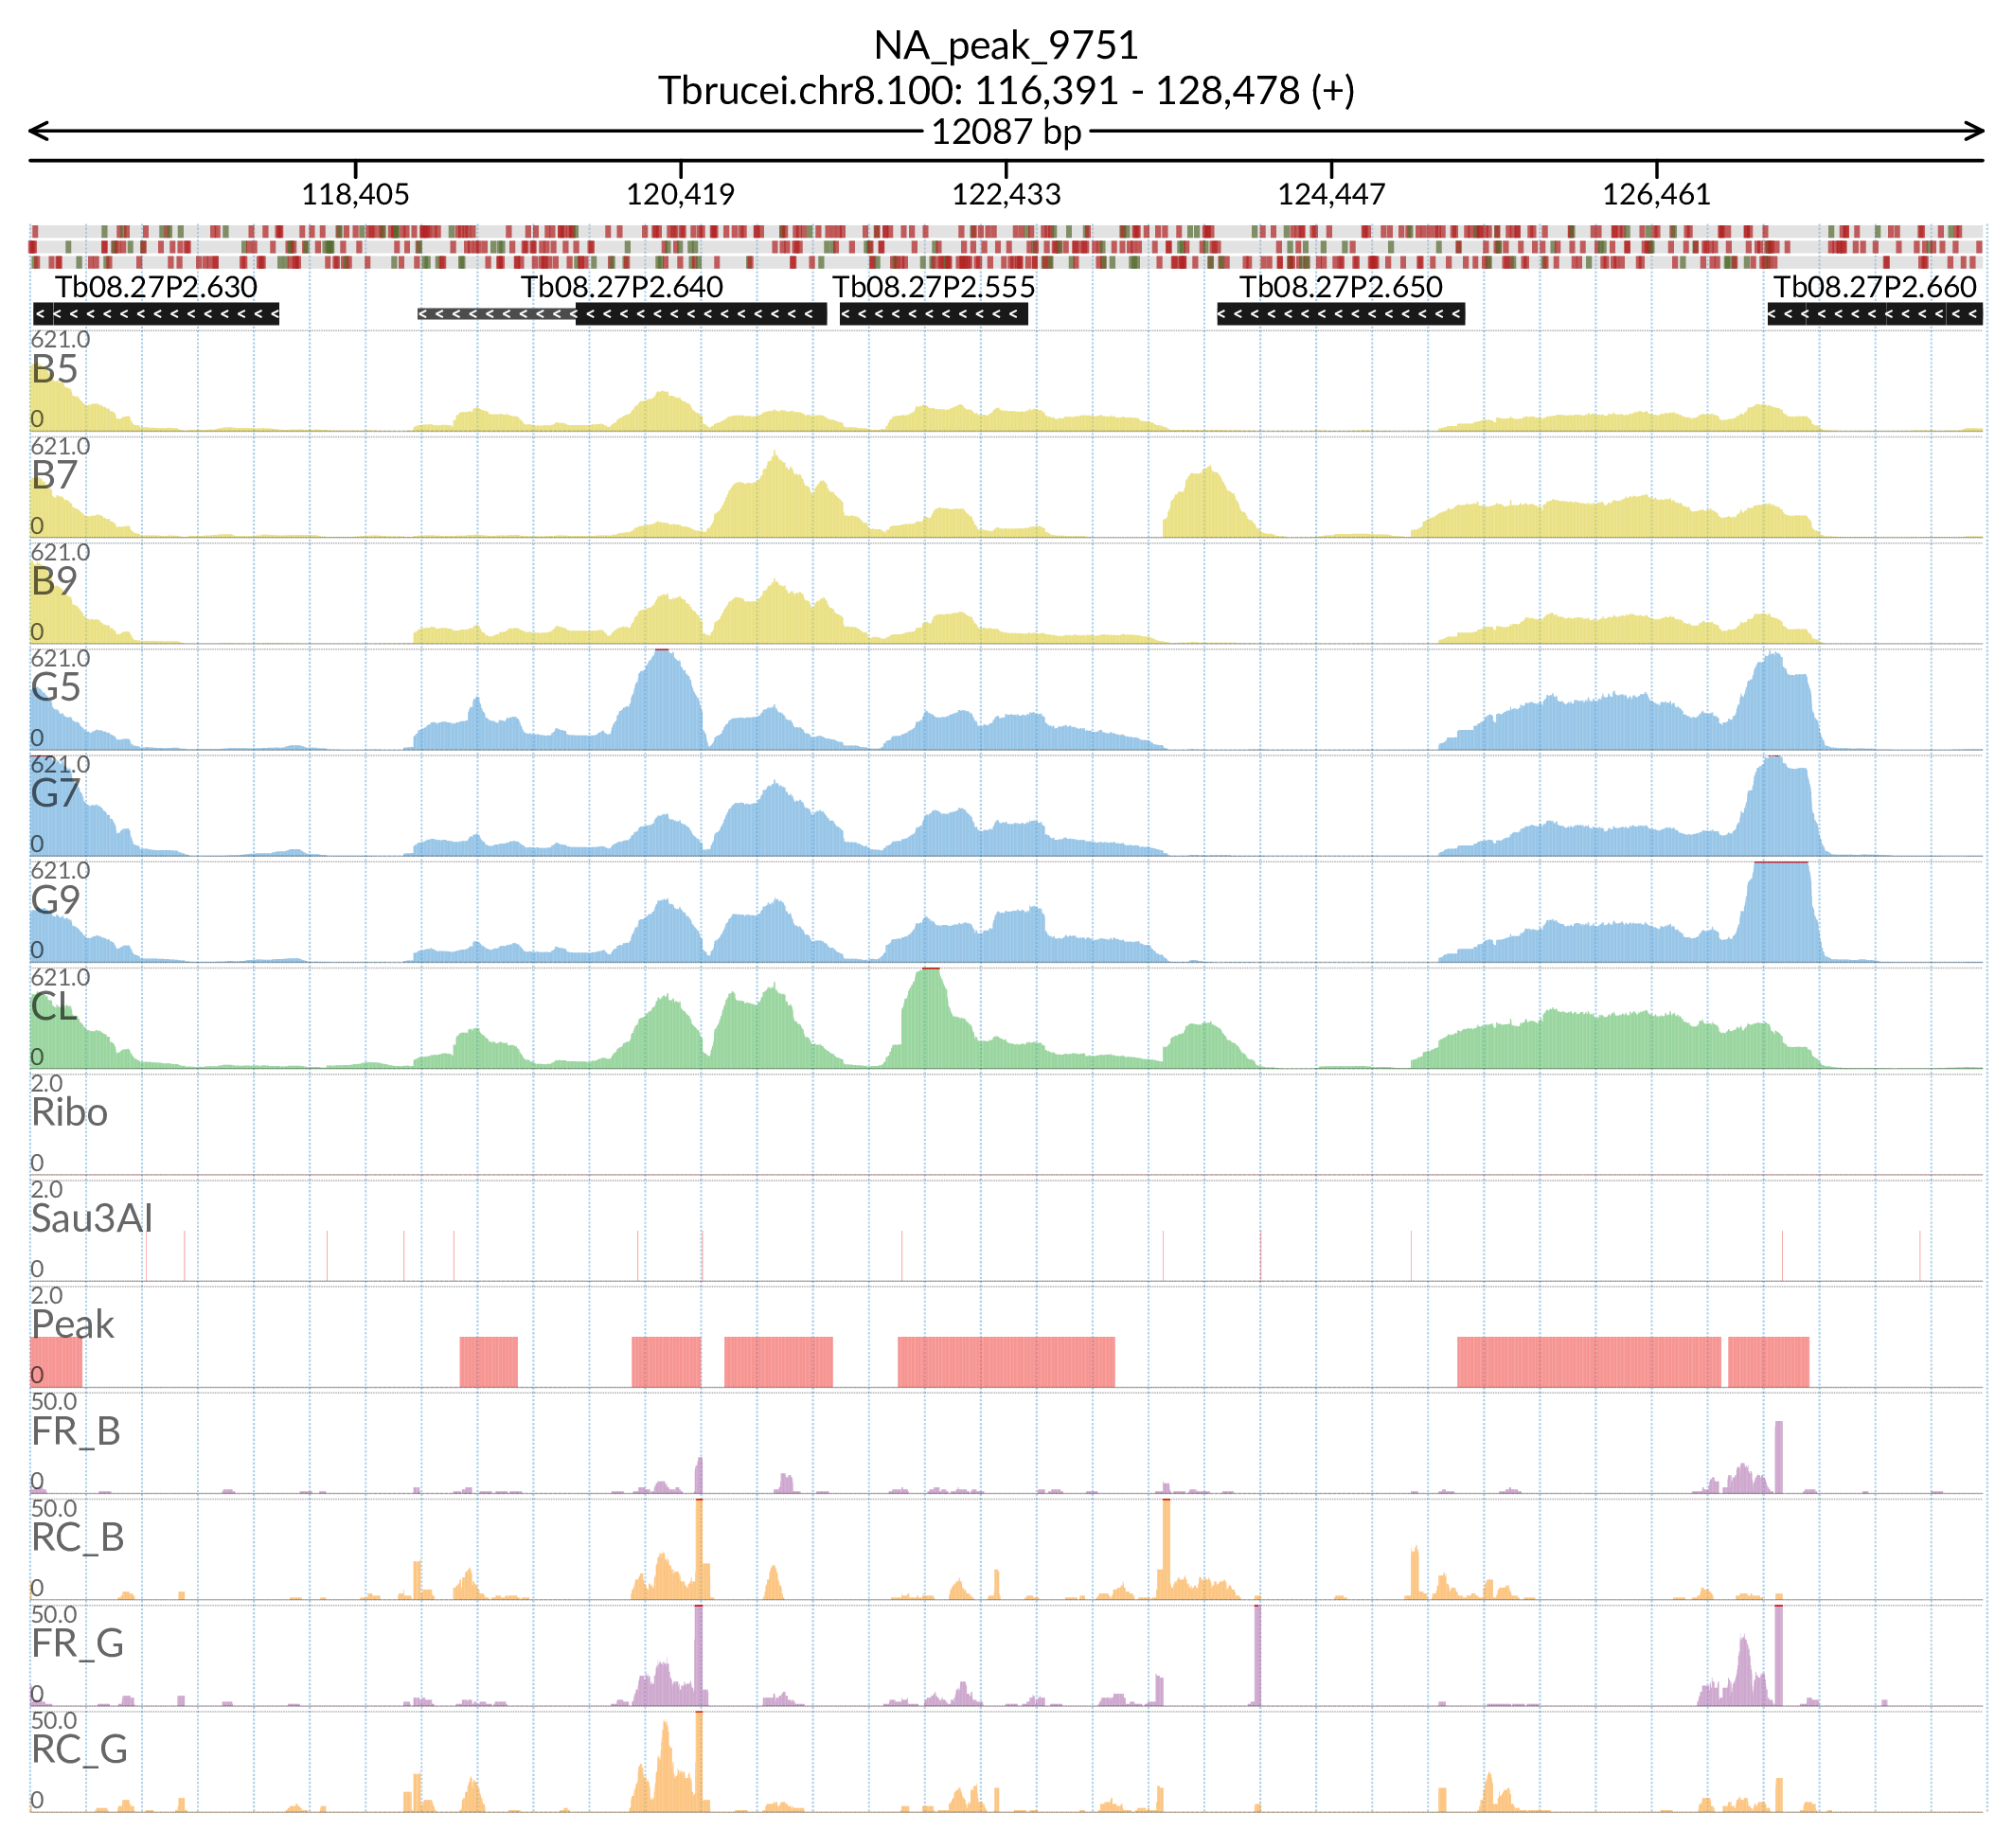 NA_peak_9751
Tbrucei.chr8.100: 116,391 - 128,478 (+)
12087 bp
118,405 120,419 122,433 124,447 126,461
Tb08.27P2.630 Tb08.27P2.640 Tb08.27P2.555 Tb08.27P2.650 Tb08.27P2.660
621.0
B5
0
621.0
B7
0
621.0
B9
0
621.0
G5
0
621.0
G7
0
621.0
G9
0
621.0
CL
0
2.0
Ribo
0
2.0
Sau3AI
0
2.0
Peak
0
50.0
FR_B
0
50.0
RC_B
0
50.0
FR_G
0
50.0
RC_G
0